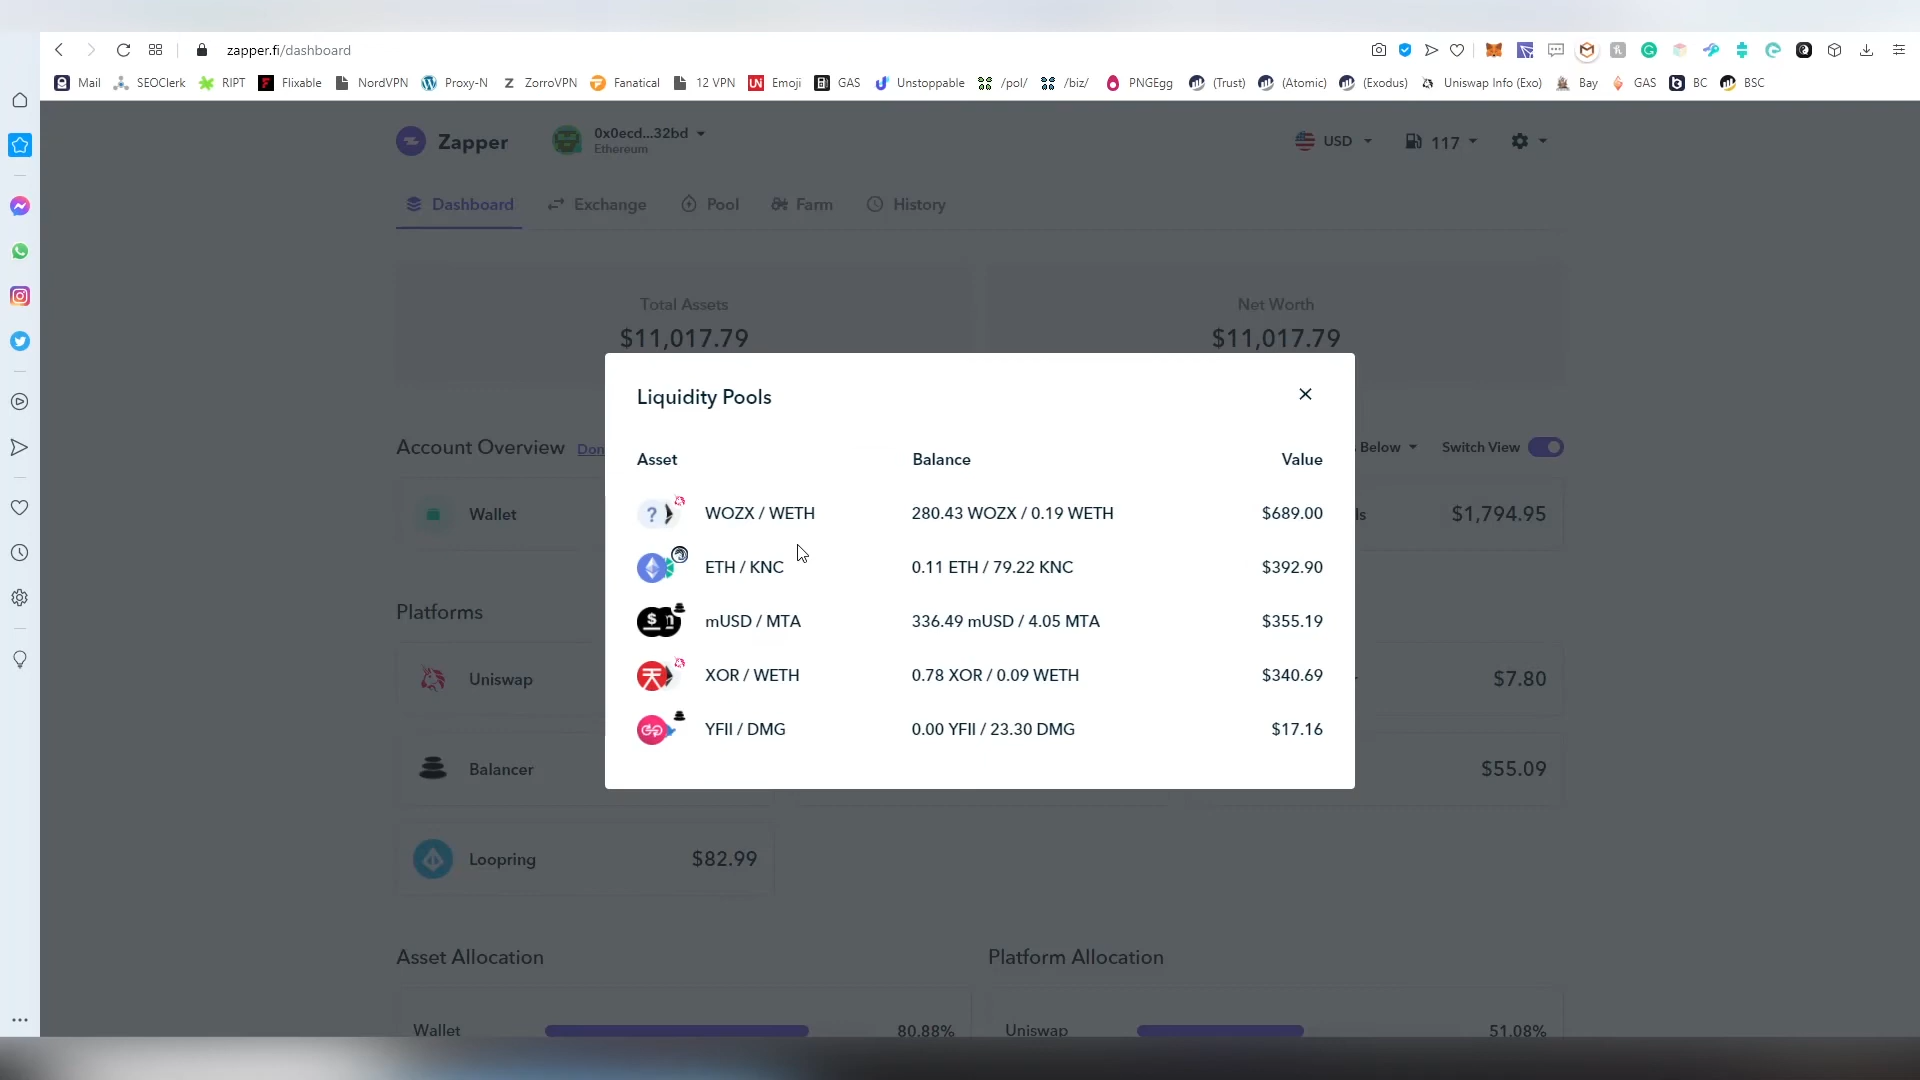 zapper.fi/dashboard
Mail SEOClerk RIPT Flixable NordVPN Proxy-N ZorroVPN Fanatical 12 VPN Emoji GAS Unstoppable /pol/ /biz/ PNGEgg (Trust) (Atomic) (Exodus) Uniswap Info (Exo) Bay GAS BC BSC
Zapper 0x0ecd...32bd USD 117
Ethereum
Dashboard Exchange Pool Farm History
Total Assets Net Worth
$11,017.79 $11,017.79
Liquidity Pools
Account Overview Below Switch View
Asset Balance Value
Wallet $1,794.95
WOZX / WETH 280.43 WOZX / 0.19 WETH $689.00
ETH / KNC 0.11 ETH / 79.22 KNC $392.90
Platforms
mUSD / MTA 336.49 mUSD / 4.05 MTA $355.19
Uniswap $7.80
XOR / WETH 0.78 XOR / 0.09 WETH $340.69
YFII / DMG 0.00 YFII / 23.30 DMG $17.16
Balancer $55.09
Loopring $82.99
Asset Allocation Platform Allocation
Wallet 80.88% Uniswap 51.08%